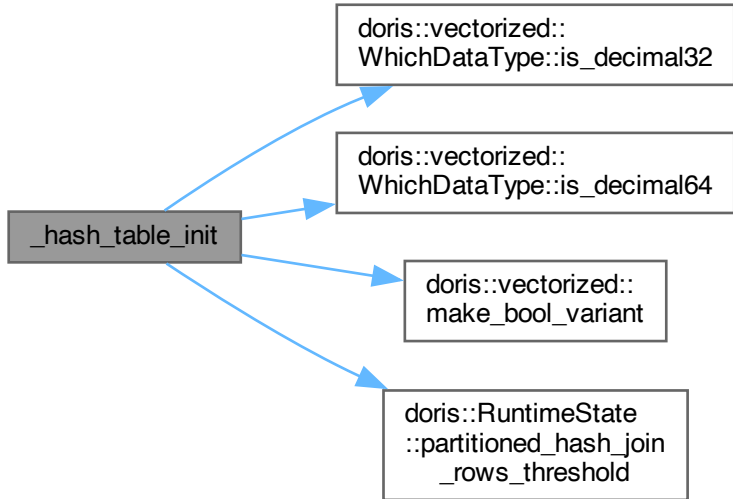 doris::vectorized::
WhichDataType::is_decimal32
doris::vectorized::
WhichDataType::is_decimal64
_hash_table_init
doris::vectorized::
make_bool_variant
doris::RuntimeState
::partitioned_hash_join
_rows_threshold